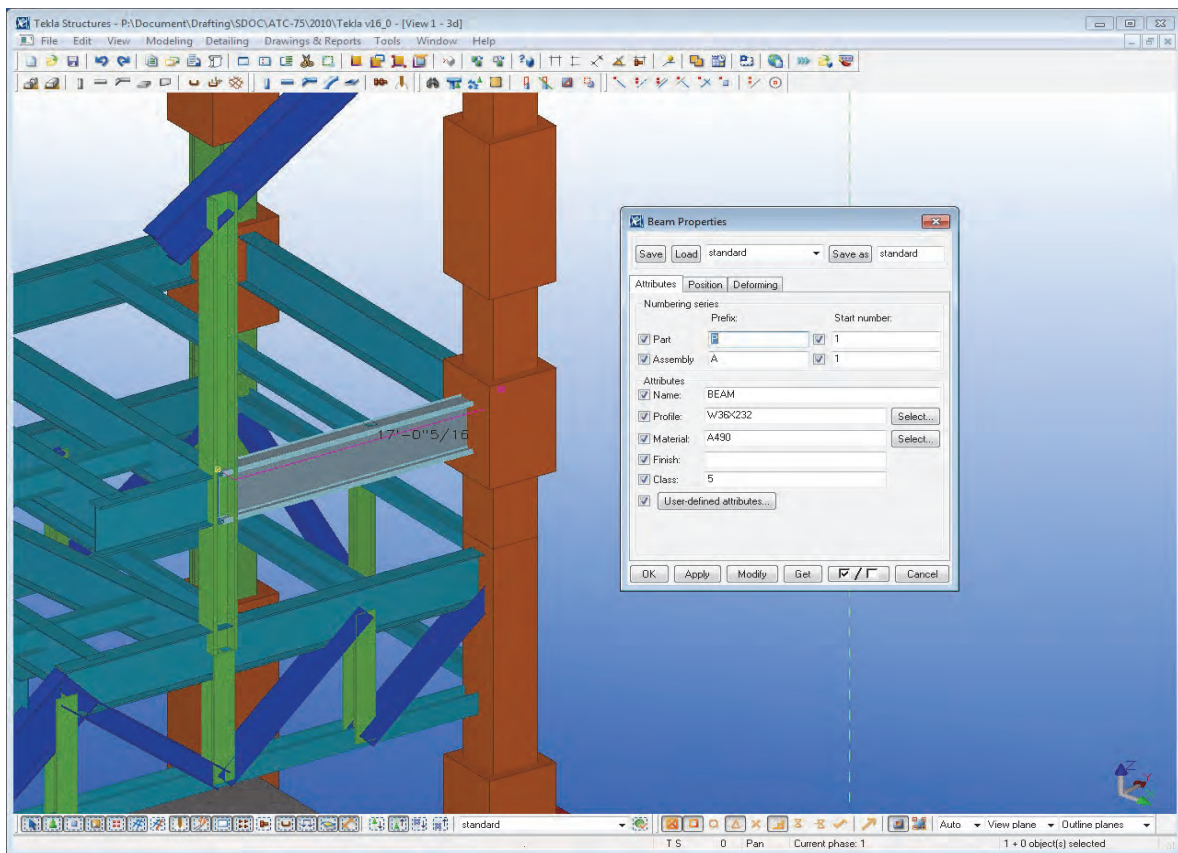 Tekla Structures - P:\Document\Drafting\SDOC\ATC-75\2010\Tekla v16_0 - [View 1 - 3d]
File Edit View Modeling Detailing Drawings & Reports Tools Window Help
17'-0"5/16
Beam Properties
Save Load standard Save as standard
Attributes Position Deforming
Numbering series
Prefix: Start number:
Part P 1
Assembly A 1
Attributes
Name: BEAM
Profile: W36X232 Select...
Material: A490 Select...
Finish:
Class: 5
User-defined attributes...
OK Apply Modify Get / Cancel
Z
standard Auto View plane Outline planes
T S 0 Pan Current phase: 1 1 + 0 object(s) selected